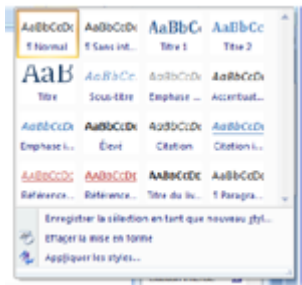 AaBbCcDc AaBbCcDc AaBbC AaBbCc
¶ Normal ¶ Sans int... Titre 1 Titre 2
AaB AaBbCc. AaBbCcDc AaBbCcDc
Titre Sous-titre Emphase ... Accentuat...
AaBbCcDc AaBbCcDc AaBbCcDc AaBbCcDc
Emphase i... Élevé Citation Citation i...
AaBbCcDc AaBbCcDc AaBbCcDc AaBbCcDc
Référence... Référence... Titre du liv... ¶ Paragra...
Enregistrer la sélection en tant que nouveau styl...
Effacer la mise en forme
Appliquer les styles...